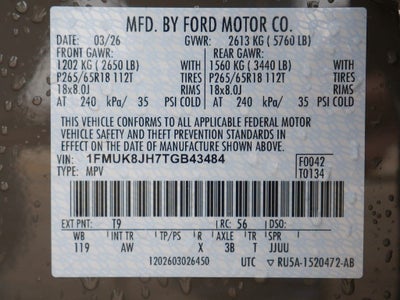 MFD. BY FORD MOTOR CO.
DATE: 03/26 GVWR: 2613 KG ( 5760 LB)
FRONT GAWR: REAR GAWR:
1202 KG ( 2650 LB) WITH 1560 KG ( 3440 LB) WITH
P265/65R18 112T TIRES P265/65R18 112T TIRES
18x8.0J RIMS 18x8.0J RIMS
AT 240 kPa/ 35 PSI COLD AT 240 kPa/ 35 PSI COLD
THIS VEHICLE CONFORMS TO ALL APPLICABLE FEDERAL MOTOR
VEHICLE SAFETY AND THEFT PREVENTION STANDARDS IN
EFFECT ON THE DATE OF MANUFACTURE SHOWN ABOVE.
VIN: 1FMUK8JH7TGB43484 F0042
TYPE: MPV T0134
EXT PNT: T9 RC: 56 DSO:
WB BRK INT TR TP/PS R AXLE TR SPR
119 AW X 3B T JJUU
1202603026450 UTC ▽ RU5A-1520472-AB